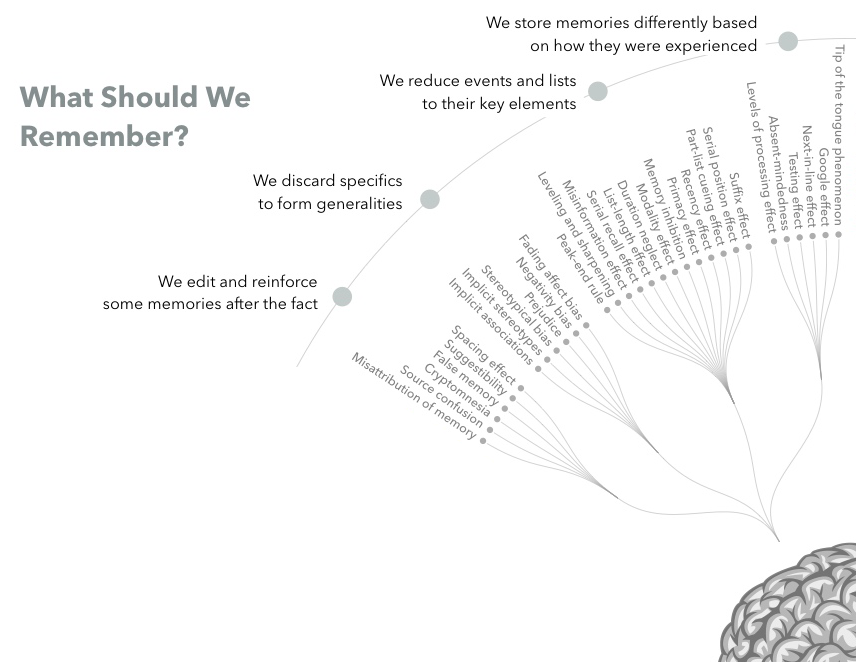 We store memories differently based
on how they were experienced
We reduce events and lists
to their key elements
What Should We
Remember?
We discard specifics
to form generalities
We edit and reinforce
some memories after the fact
Tip of the tongue phenomenon
Google effect
Next-in-line effect
Testing effect
Absent-mindedness
Levels of processing effect
Suffix effect
Serial position effect
Part-list cueing effect
Recency effect
Primacy effect
Memory inhibition
Modality effect
Duration neglect
List-length effect
Serial recall effect
Misinformation effect
Leveling and sharpening
Peak-end rule
Fading affect bias
Negativity bias
Prejudice
Stereotypical bias
Implicit stereotypes
Implicit associations
Spacing effect
Suggestibility
False memory
Cryptomnesia
Source confusion
Misattribution of memory